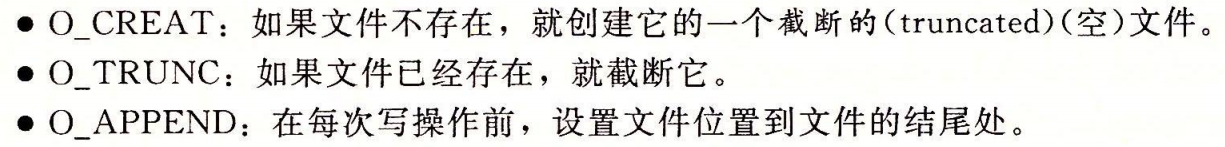 ● O_CREAT：如果文件不存在，就创建它的一个截断的(truncated)(空)文件。
● O_TRUNC：如果文件已经存在，就截断它。
● O_APPEND：在每次写操作前，设置文件位置到文件的结尾处。